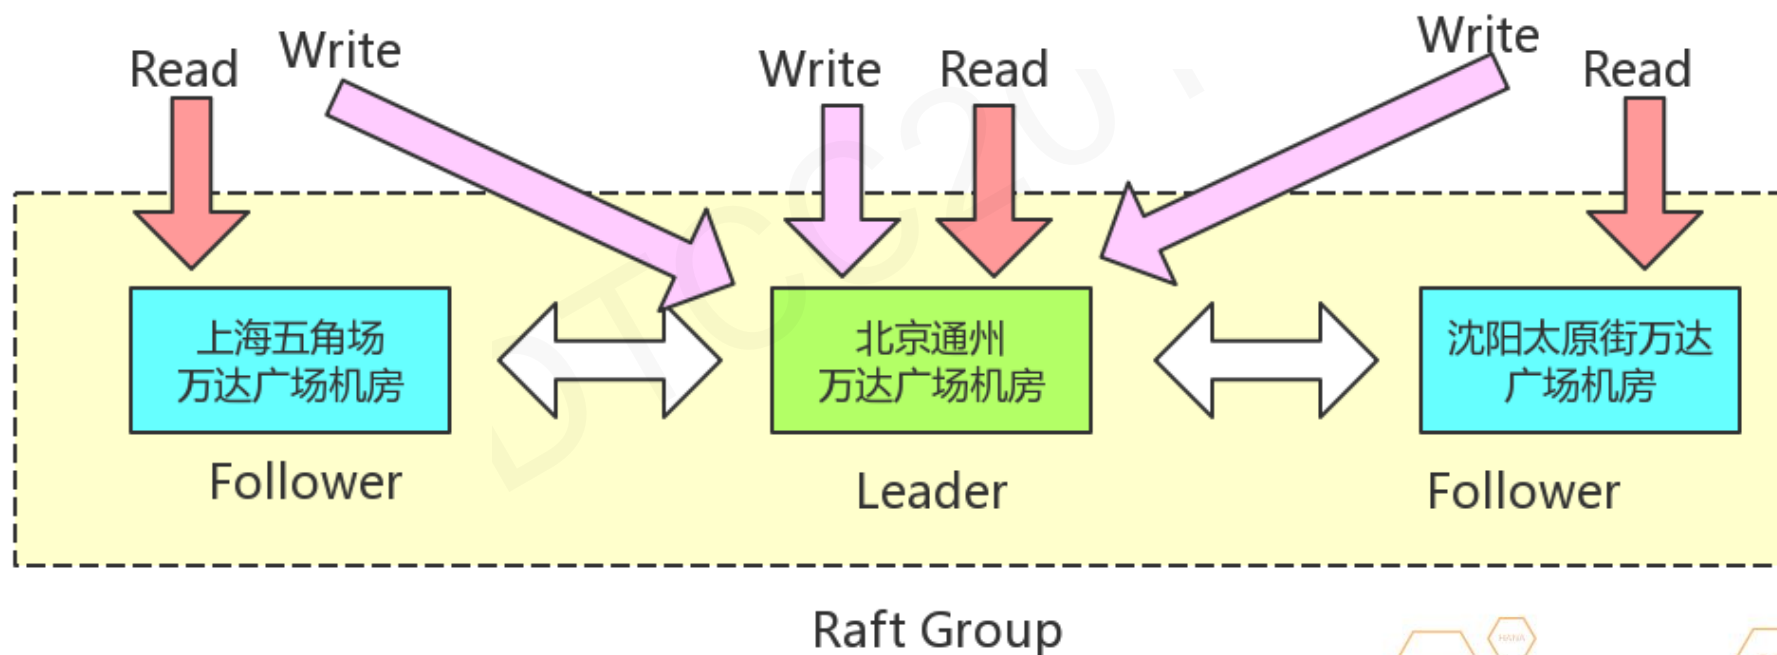 Read
Write
Write
Read
Write
Read
上海五角场
万达广场机房
北京通州
万达广场机房
沈阳太原街万达
广场机房
Follower
Leader
Follower
Raft Group
HANA